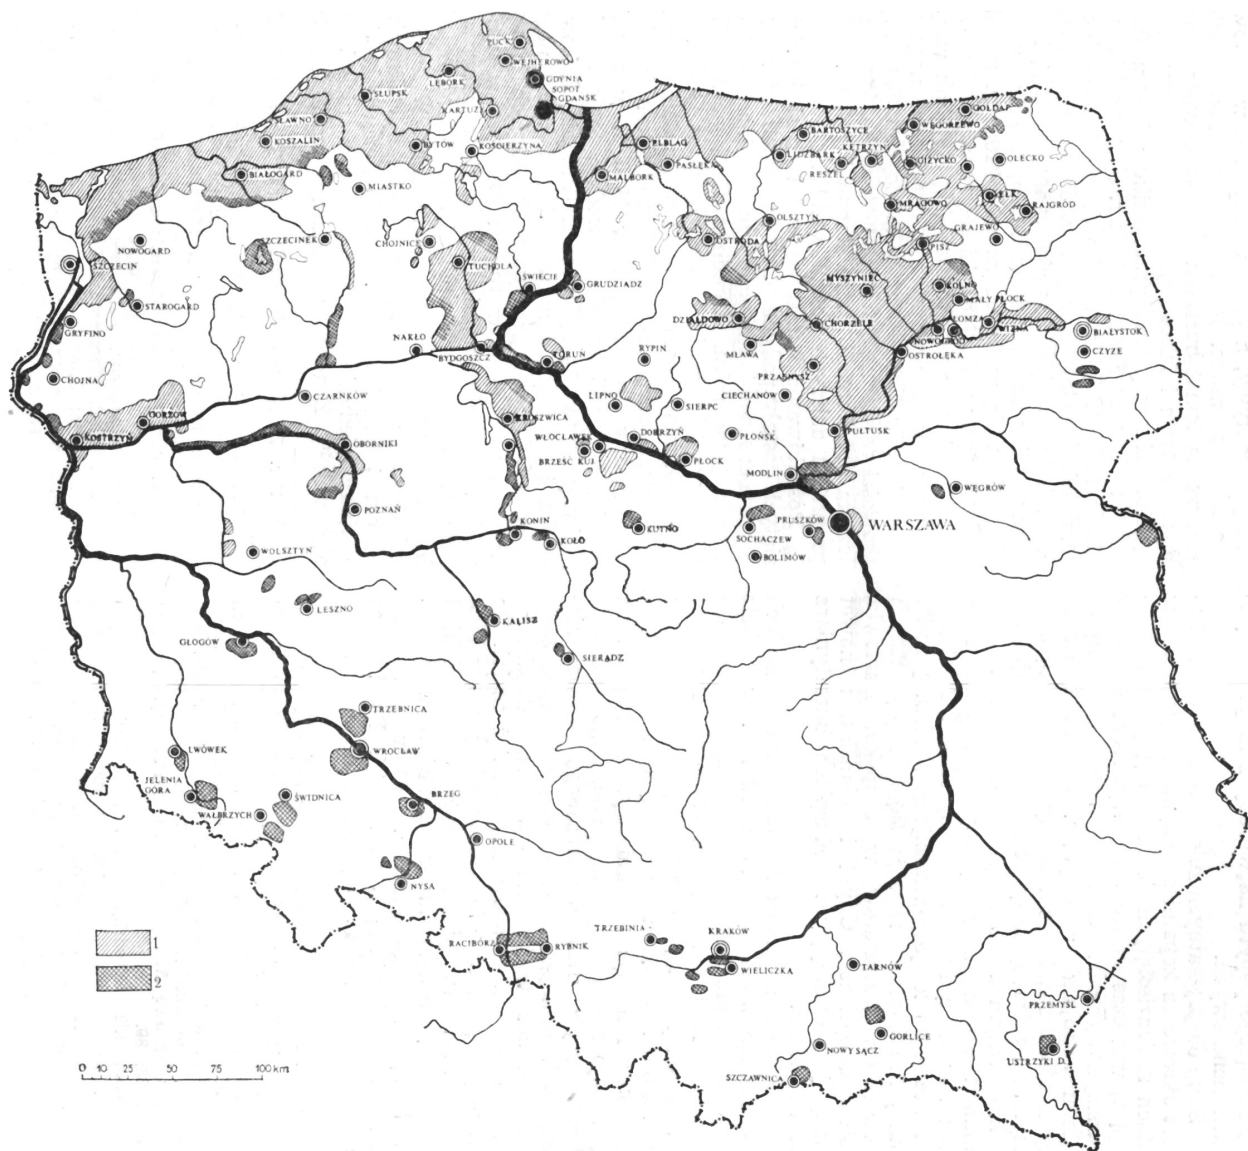 PUCK
WEJHEROWO
GDYNIA
SOPOT
GDAŃSK
LĘBORK
SŁUPSK
KARTUZY
SŁAWNO
KOSZALIN
BYTÓW
KOŚCIERZYNA
BIAŁOGARD
MIASTKO
ELBLĄG
PASŁĘK
MALBORK
BARTOSZYCE
LIDZBARK
KĘTRZYN
RESZEL
GOŁDAP
WĘGORZEWO
GIŻYCKO
OLECKO
MRĄGOWO
EŁK
RAJGRÓD
GRAJEWO
PISZ
NOWOGARD
SZCZECIN
SZCZECINEK
CHOJNICE
TUCHOLA
OLSZTYN
OSTRÓDA
STAROGARD
GRYFINO
CHOJNA
ŚWIECIE
GRUDZIĄDZ
MYSZYNIEC
KOLNO
MAŁY PŁOCK
DZIAŁDOWO
CHORZELE
ŁOMŻA
WIZNA
NOWOGRÓD
BIAŁYSTOK
CZYŻE
OSTROŁĘKA
NAKŁO
BYDGOSZCZ
TORUŃ
RYPIN
MŁAWA
PRZASNYSZ
CZARNKÓW
LIPNO
SIERPC
CIECHANÓW
GORZÓW
KOSTRZYŃ
OBORNIKI
KRUSZWICA
WŁOCŁAWEK
DOBRZYŃ
BRZEŚĆ KUJ
PŁOCK
PŁOŃSK
PUŁTUSK
MODLIN
WĘGRÓW
POZNAŃ
KONIN
KOŁO
KUTNO
SOCHACZEW
PRUSZKÓW
WARSZAWA
BOLIMÓW
WOLSZTYN
LESZNO
KALISZ
GŁOGÓW
SIERADZ
TRZEBNICA
WROCŁAW
LWÓWEK
JELENIA
GÓRA
ŚWIDNICA
WAŁBRZYCH
BRZEG
OPOLE
NYSA
RACIBÓRZ
RYBNIK
TRZEBINIA
KRAKÓW
WIELICZKA
TARNÓW
PRZEMYŚL
GORLICE
NOWY SĄCZ
USTRZYKI D.
SZCZAWNICA
1
2
0 10 25 50 75 100 km